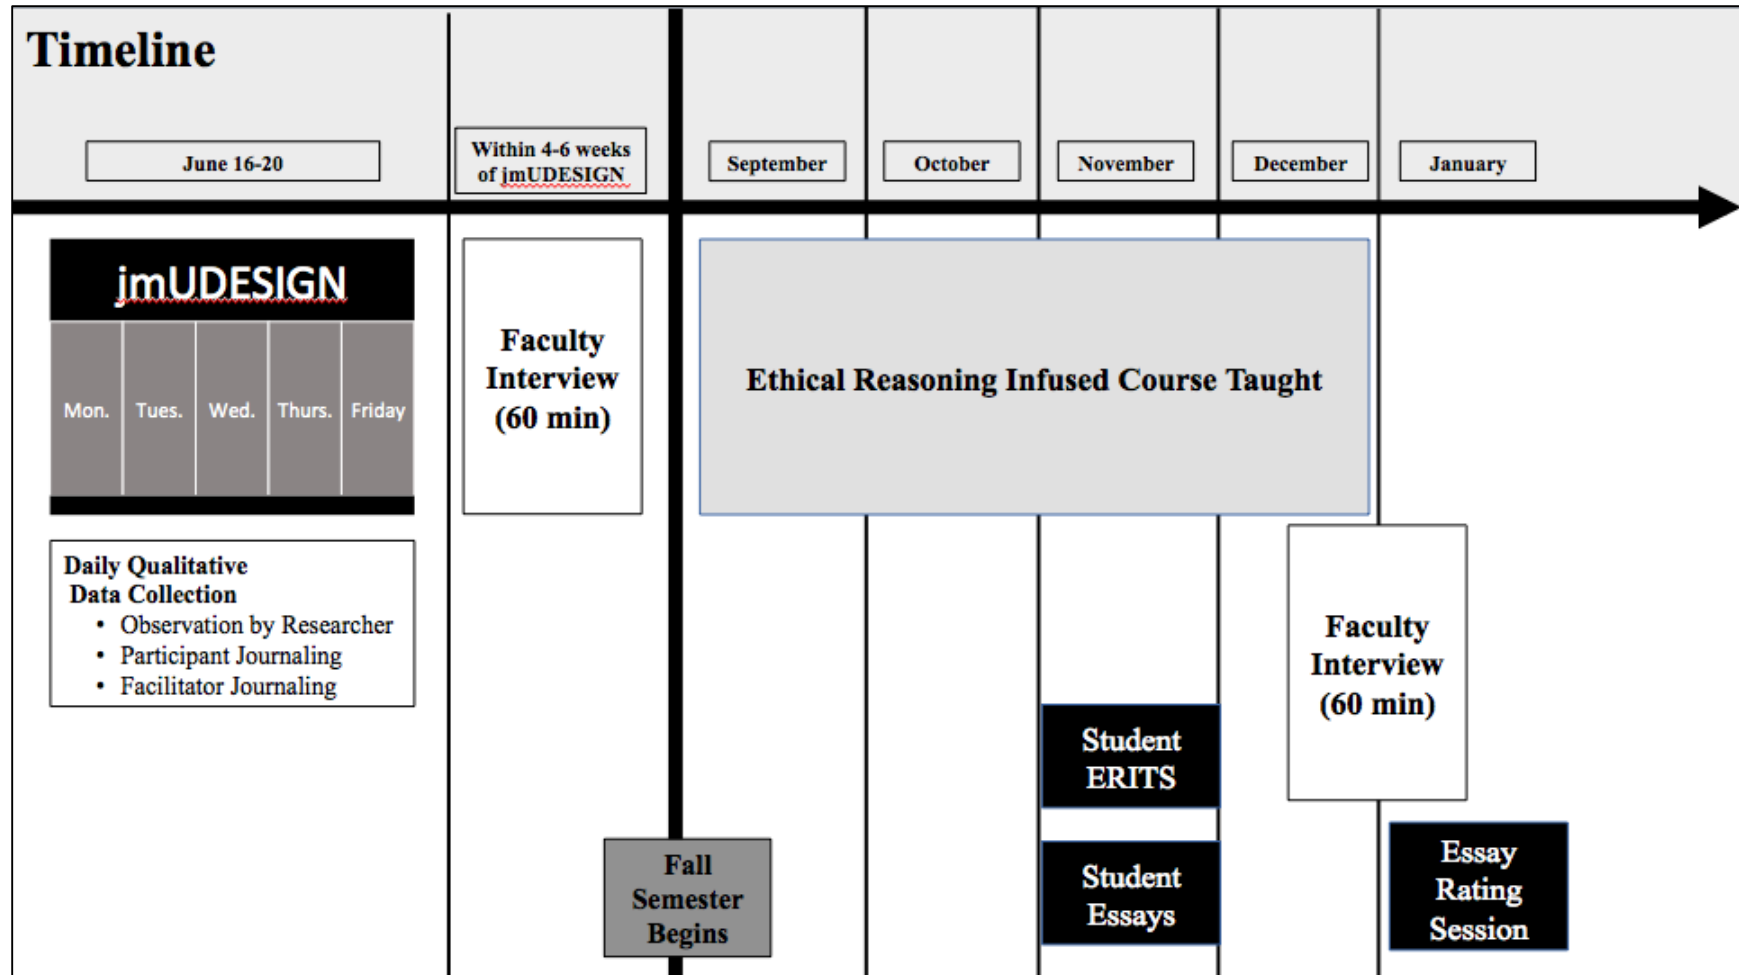 Timeline
June 16-20
Within 4-6 weeks
of jmUDESIGN
September
October
November
December
January
jmUDESIGN
Mon.
Tues.
Wed.
Thurs.
Friday
Faculty
Interview
(60 min)
Ethical Reasoning Infused Course Taught
Daily Qualitative
Data Collection
• Observation by Researcher
• Participant Journaling
• Facilitator Journaling
Faculty
Interview
(60 min)
Student
ERITS
Fall
Semester
Begins
Student
Essays
Essay
Rating
Session